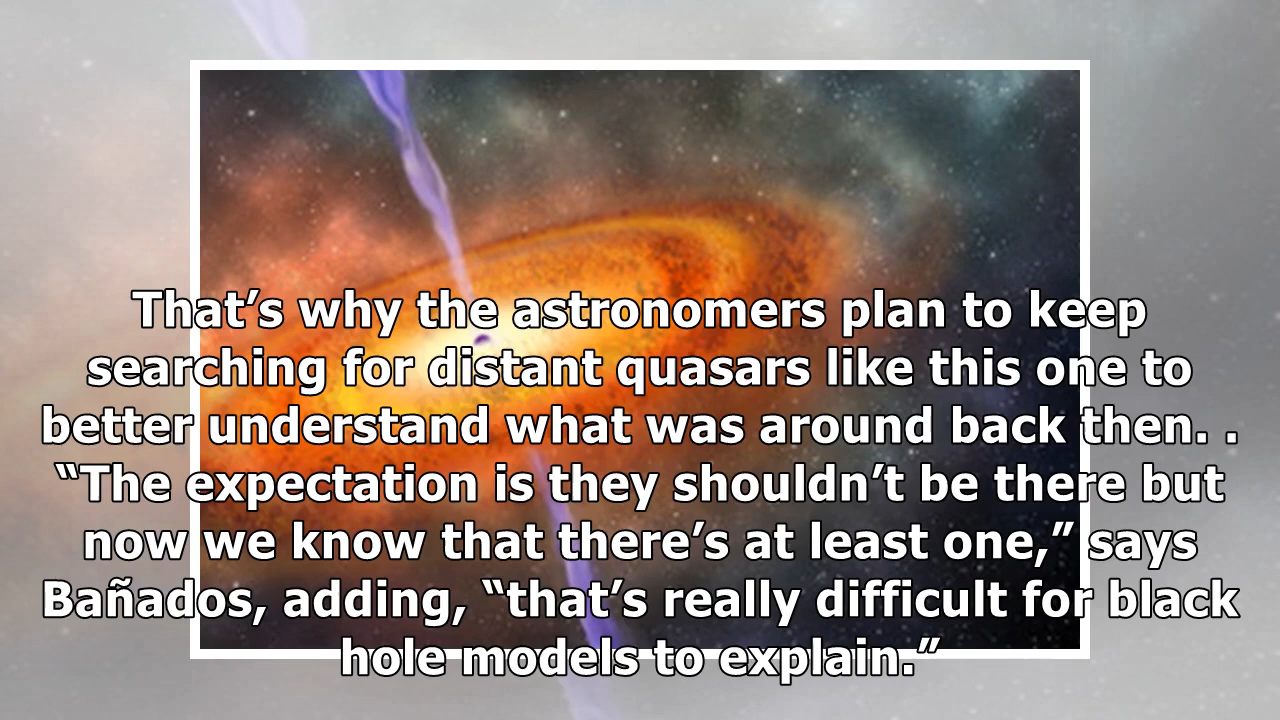 That’s why the astronomers plan to keep
searching for distant quasars like this one to
better understand what was around back then. .
“The expectation is they shouldn’t be there but
now we know that there’s at least one,” says
Bañados, adding, “that’s really difficult for black
hole models to explain.”